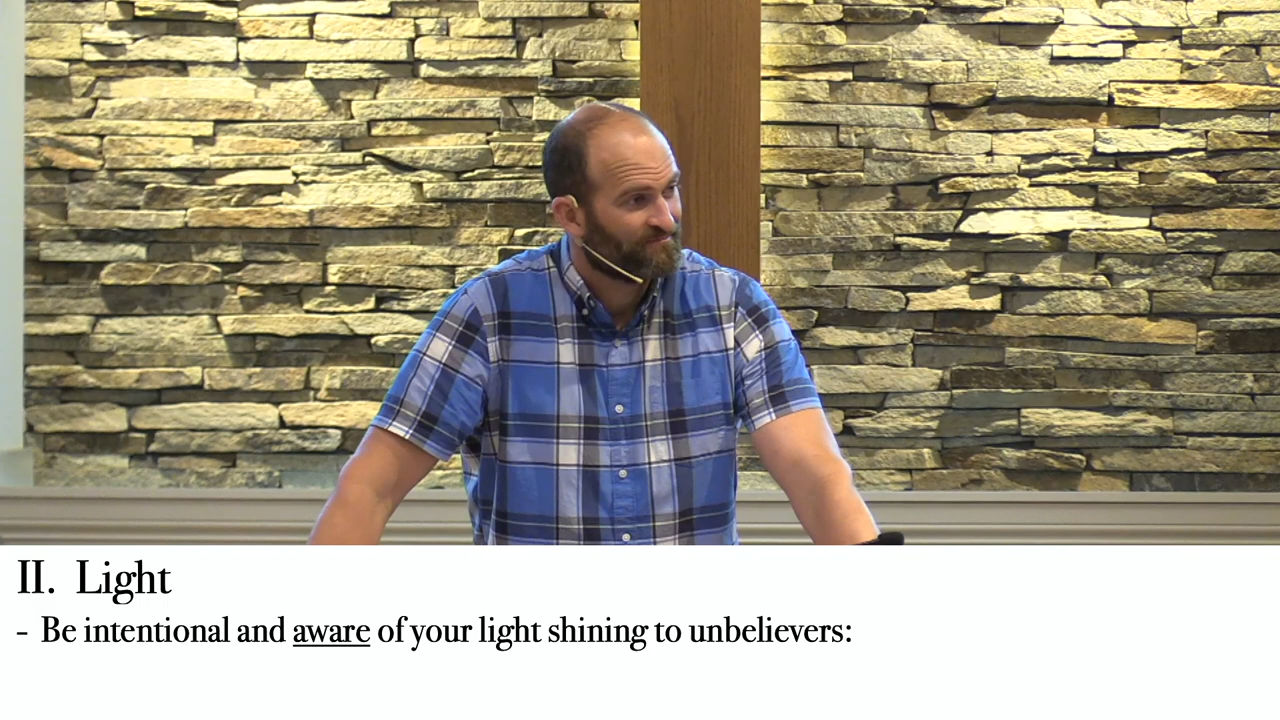 II. Light
- Be intentional and aware of your light shining to unbelievers: